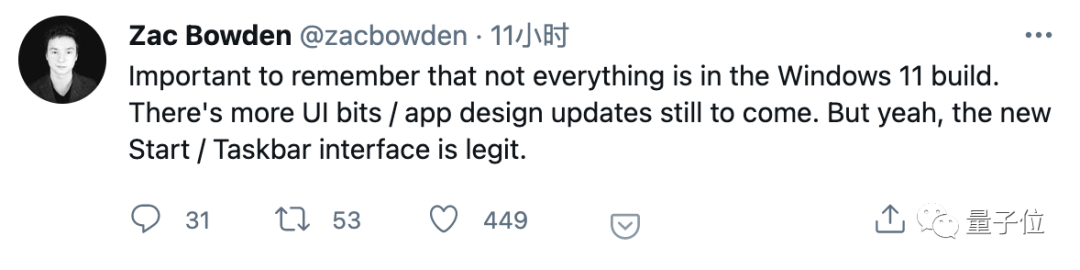 Zac Bowden @zacbowden · 11小时
Important to remember that not everything is in the Windows 11 build.
There's more UI bits / app design updates still to come. But yeah, the new
Start / Taskbar interface is legit.
31 53 449
量子位